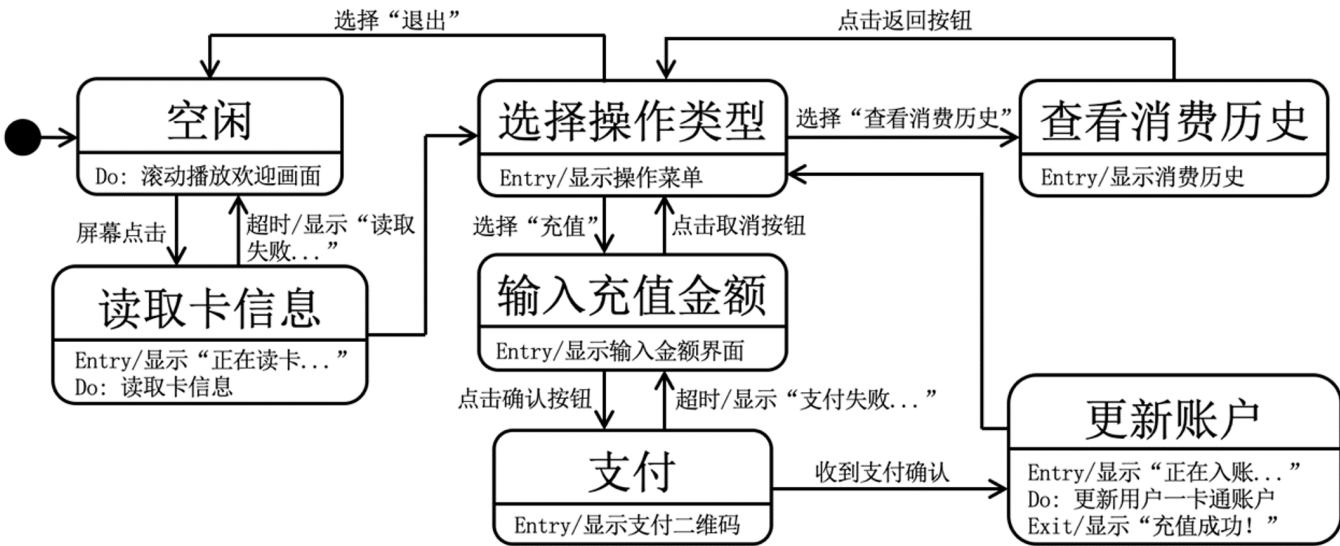 选择“退出”
点击返回按钮
空闲
Do: 滚动播放欢迎画面
选择操作类型
Entry/显示操作菜单
选择“查看消费历史”
查看消费历史
Entry/显示消费历史
屏幕点击
超时/显示“读取
失败...”
选择“充值”
点击取消按钮
读取卡信息
Entry/显示“正在读卡...”
Do: 读取卡信息
输入充值金额
Entry/显示输入金额界面
点击确认按钮
超时/显示“支付失败...”
支付
Entry/显示支付二维码
收到支付确认
更新账户
Entry/显示“正在入账...”
Do: 更新用户一卡通账户
Exit/显示“充值成功！”